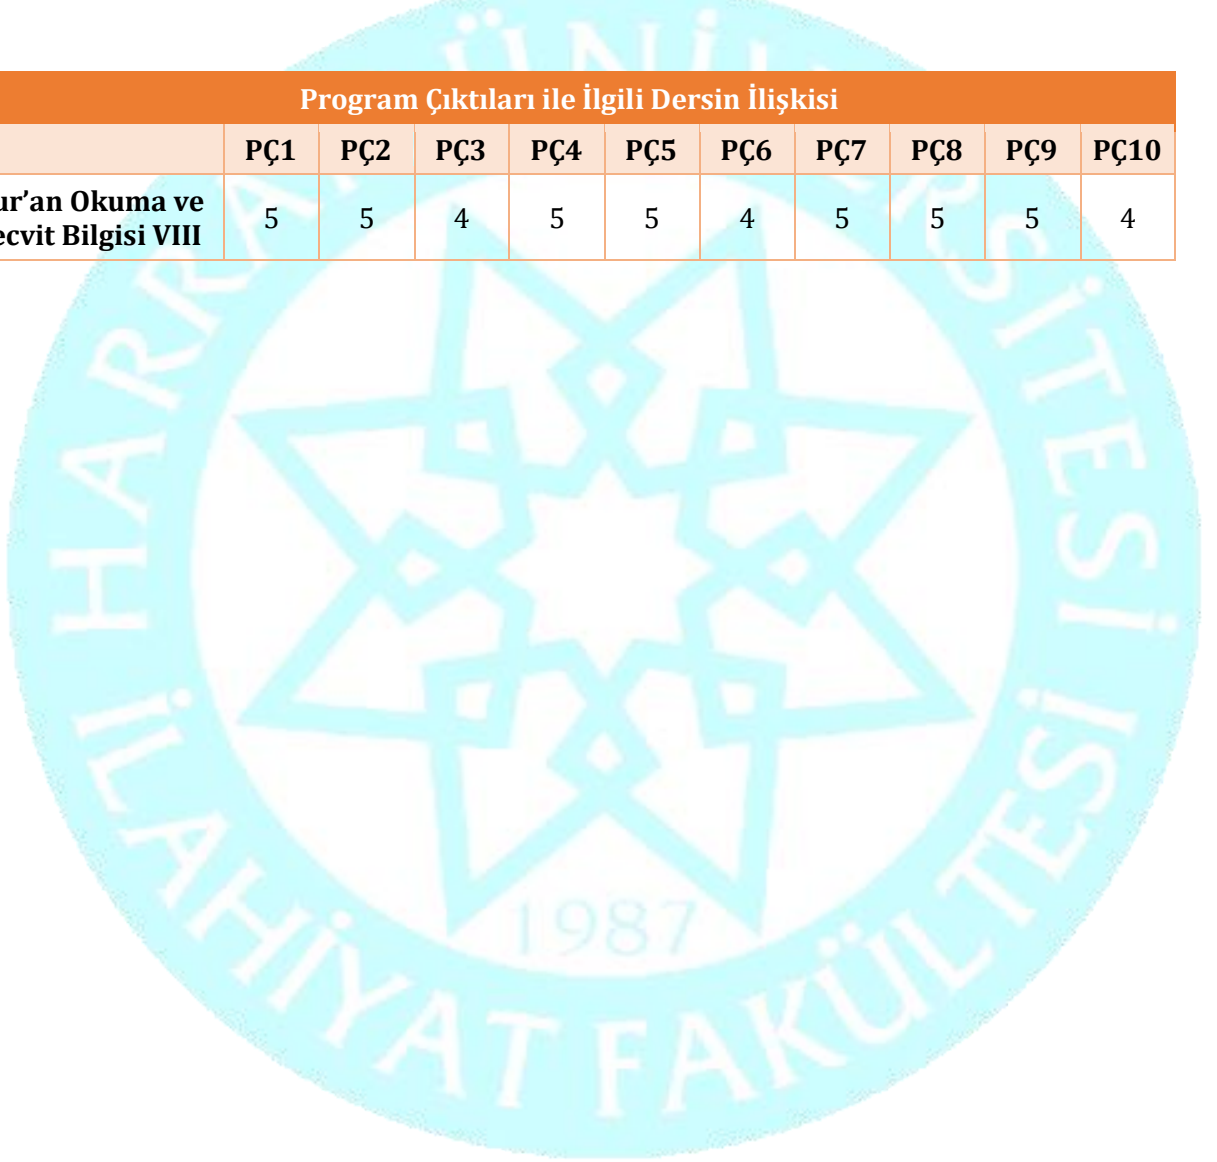 Program Çıktıları ile İlgili Dersin İlişkisi
PÇ1 PÇ2 PÇ3 PÇ4 PÇ5 PÇ6 PÇ7 PÇ8 PÇ9 PÇ10
ur’an Okuma ve
ecvit Bilgisi VIII
5 5 4 5 5 4 5 5 5 4
HARRAN ÜNİVERSİTESİ
İLAHİYAT FAKÜLTESİ
1987